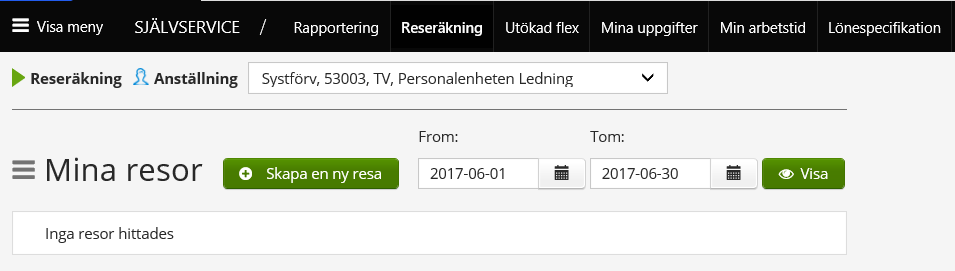 Visa meny SJÄLVSERVICE / Rapportering Reseräkning Utökad flex Mina uppgifter Min arbetstid Lönespecifikation
Reseräkning Anställning Systförv, 53003, TV, Personalenheten Ledning
From: Tom:
Mina resor Skapa en ny resa 2017-06-01 2017-06-30 Visa
Inga resor hittades